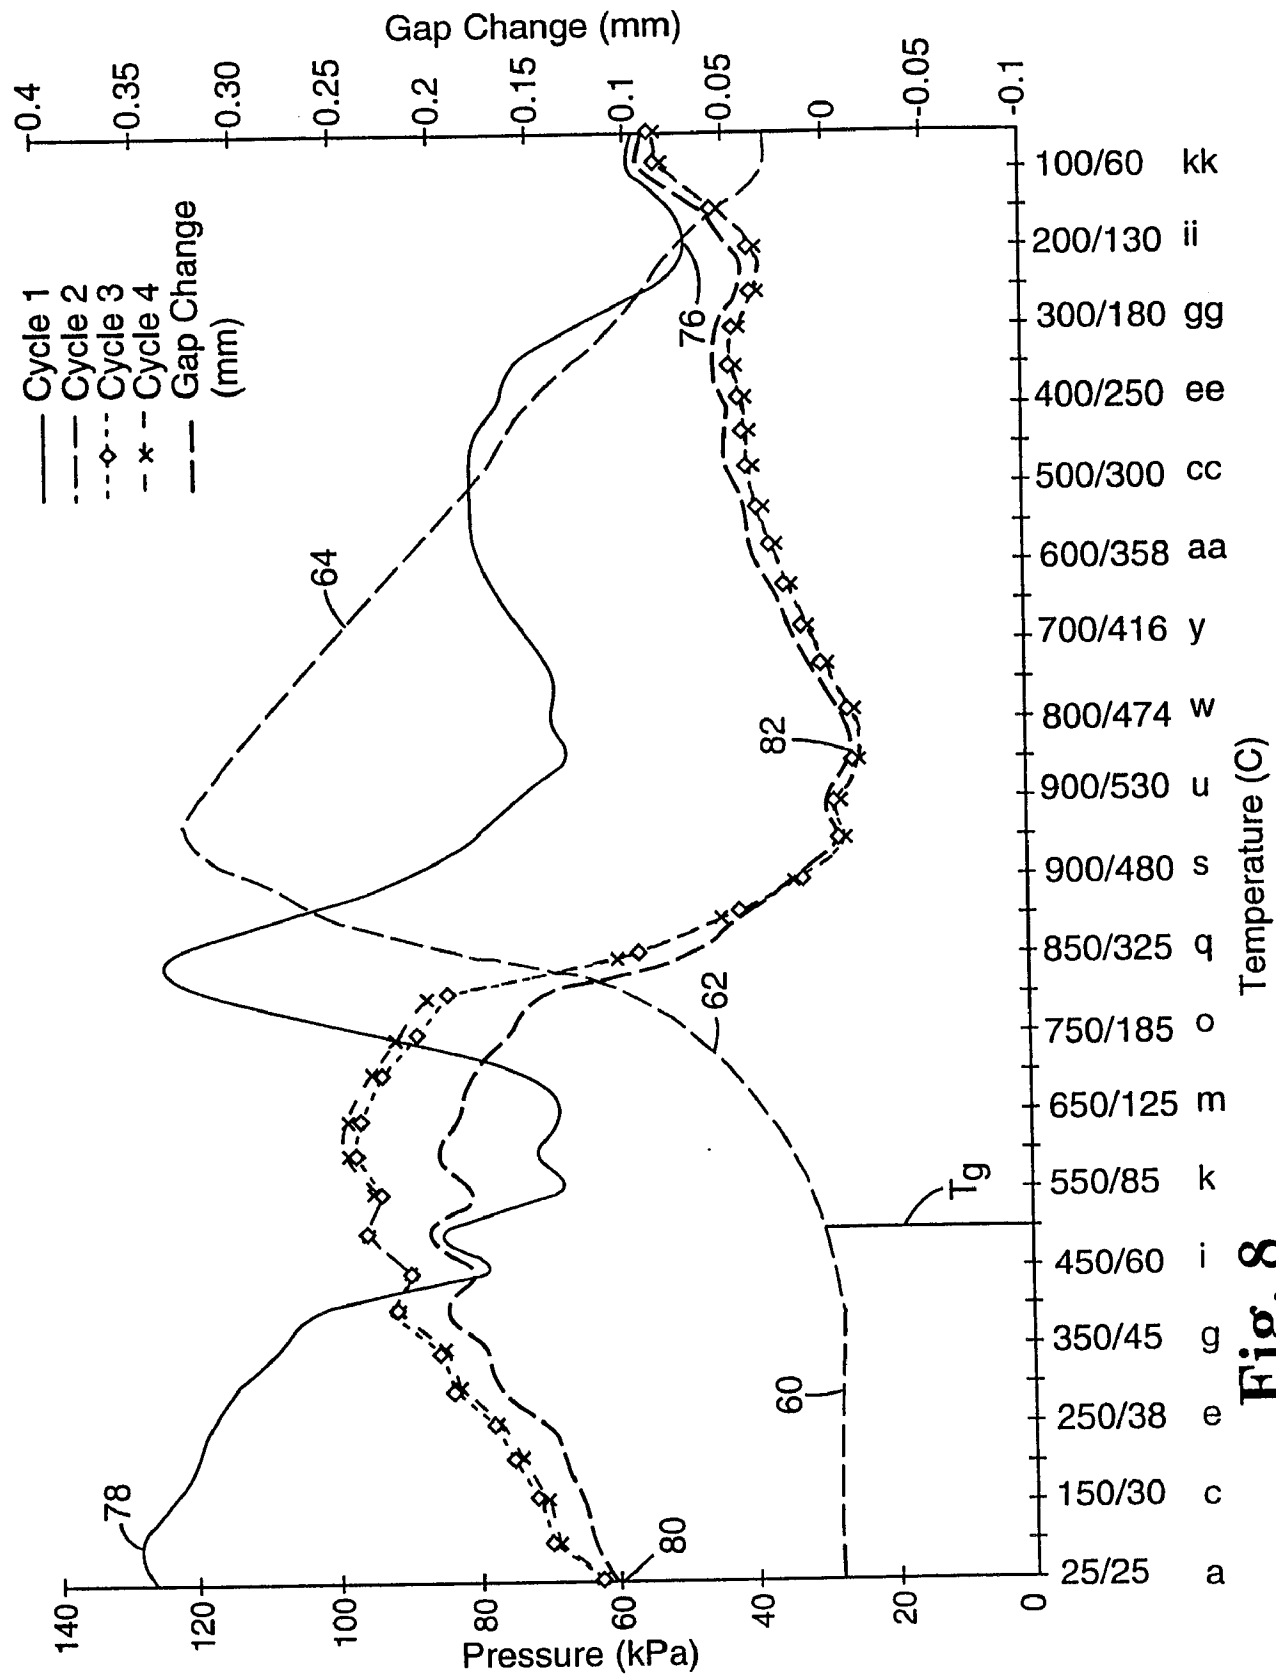 Gap Change (mm)
-0.4
-0.35
-0.30
-0.25
-0.2
-0.15
-0.1
-0.05
-0
-0.05
-0.1
Cycle 1
Cycle 2
Cycle 3
Cycle 4
Gap Change
(mm)
78
64
76
82
62
60
80
Tg
140
120
100
80
60
40
20
0
Pressure (kPa)
25/25 a
150/30 c
250/38 e
350/45 g
450/60 i
550/85 k
650/125 m
750/185 o
850/325 q
900/480 s
900/530 u
800/474 w
700/416 y
600/358 aa
500/300 cc
400/250 ee
300/180 gg
200/130 ii
100/60 kk
Temperature (C)
Fig. 8